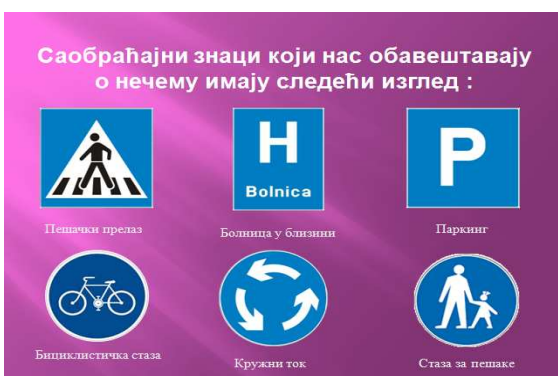 Саобраћајни знаци који нас обавештавају
о нечему имају следећи изглед :
H
Bolnica
P
Пешачки прелаз
Болница у близини
Паркинг
Бициклистичка стаза
Кружни ток
Стаза за пешаке